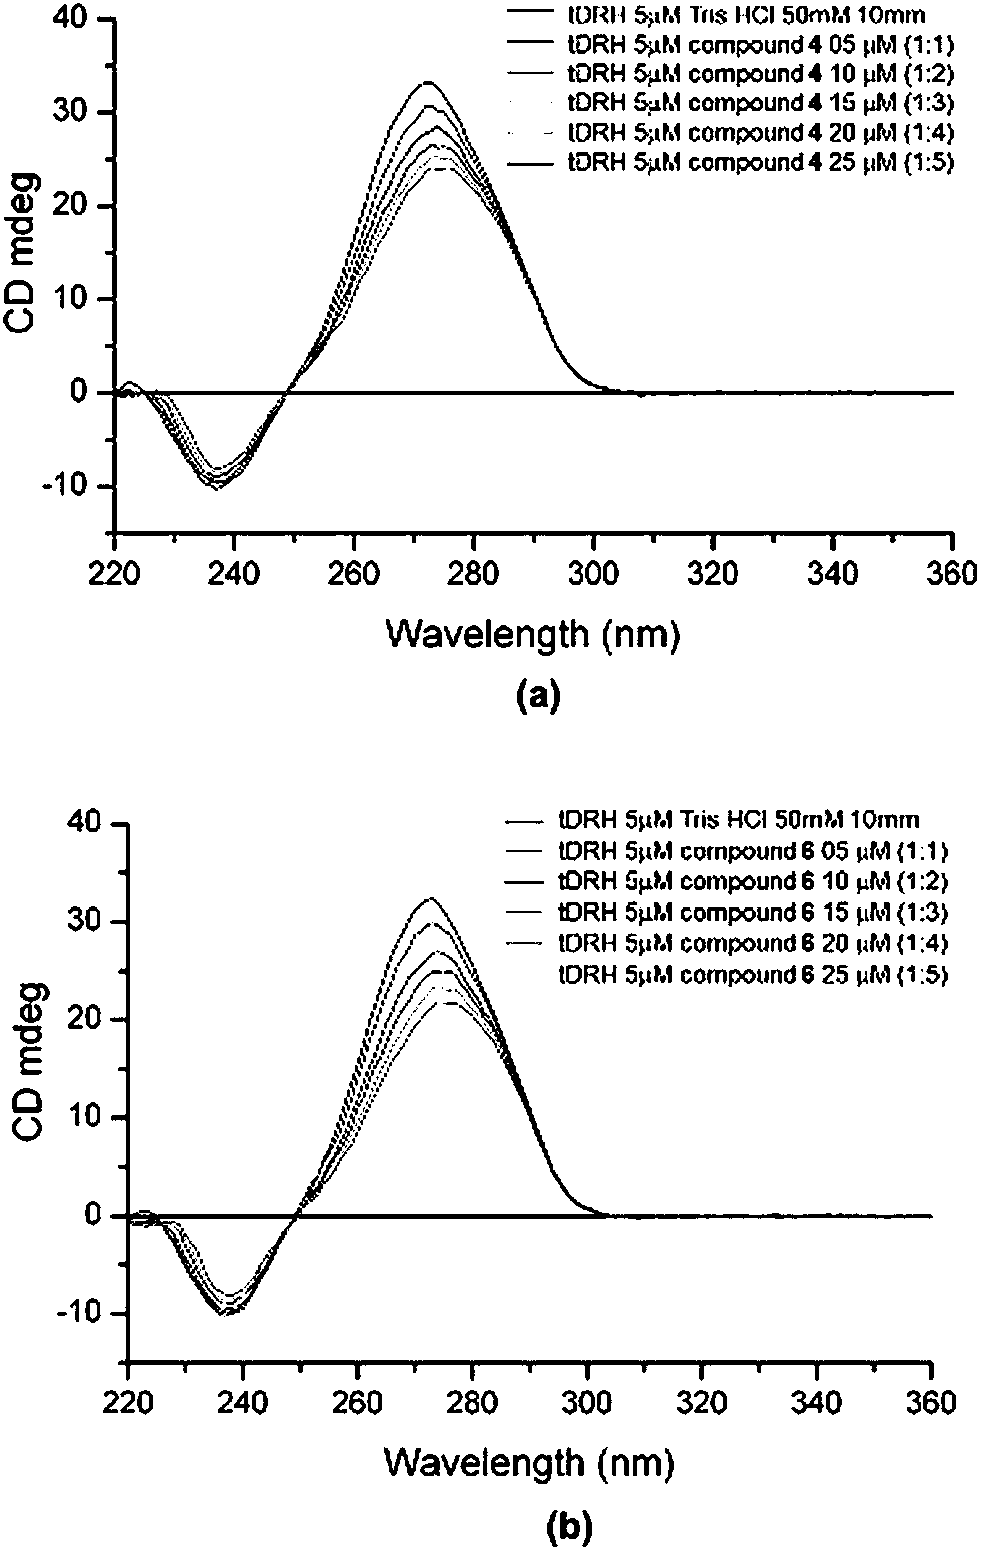 tDRH 5µM Tris HCl 50mM 10mm
tDRH 5µM compound 4 05 µM (1:1)
tDRH 5µM compound 4 10 µM (1:2)
tDRH 5µM compound 4 15 µM (1:3)
tDRH 5µM compound 4 20 µM (1:4)
tDRH 5µM compound 4 25 µM (1:5)
40
30
20
10
0
-10
CD mdeg
220 240 260 280 300 320 340 360
Wavelength (nm)
(a)
tDRH 5µM Tris HCl 50mM 10mm
tDRH 5µM compound 6 05 µM (1:1)
tDRH 5µM compound 6 10 µM (1:2)
tDRH 5µM compound 6 15 µM (1:3)
tDRH 5µM compound 6 20 µM (1:4)
tDRH 5µM compound 6 25 µM (1:5)
40
30
20
10
0
-10
CD mdeg
220 240 260 280 300 320 340 360
Wavelength (nm)
(b)